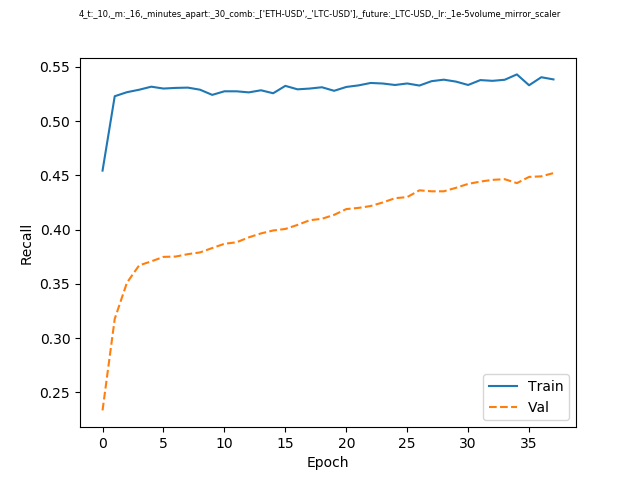 4_t:_10,_m:_16,_minutes_apart:_30_comb:_['ETH-USD',_'LTC-USD'],_future:_LTC-USD,_lr:_1e-5volume_mirror_scaler
0.55
0.50
0.45
0.40
0.35
0.30
0.25
Recall
Train
Val
0 5 10 15 20 25 30 35
Epoch